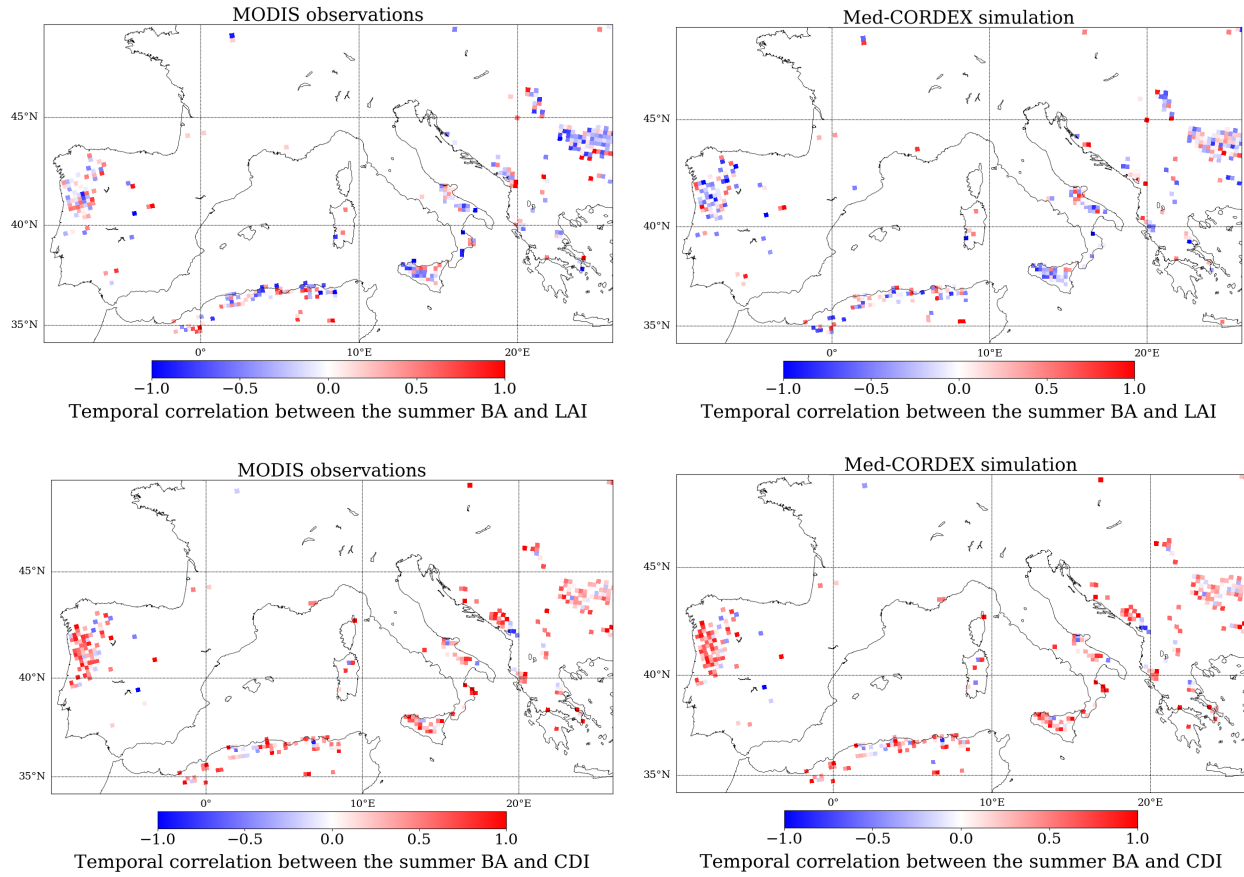 MODIS observations
45°N
40°N
35°N
0°
10°E
20°E
−1.0
−0.5
0.0
0.5
1.0
Temporal correlation between the summer BA and LAI
Med-CORDEX simulation
45°N
40°N
35°N
0°
10°E
20°E
−1.0
−0.5
0.0
0.5
1.0
Temporal correlation between the summer BA and LAI
MODIS observations
45°N
40°N
35°N
0°
10°E
20°E
−1.0
−0.5
0.0
0.5
1.0
Temporal correlation between the summer BA and CDI
Med-CORDEX simulation
45°N
40°N
35°N
0°
10°E
20°E
−1.0
−0.5
0.0
0.5
1.0
Temporal correlation between the summer BA and CDI